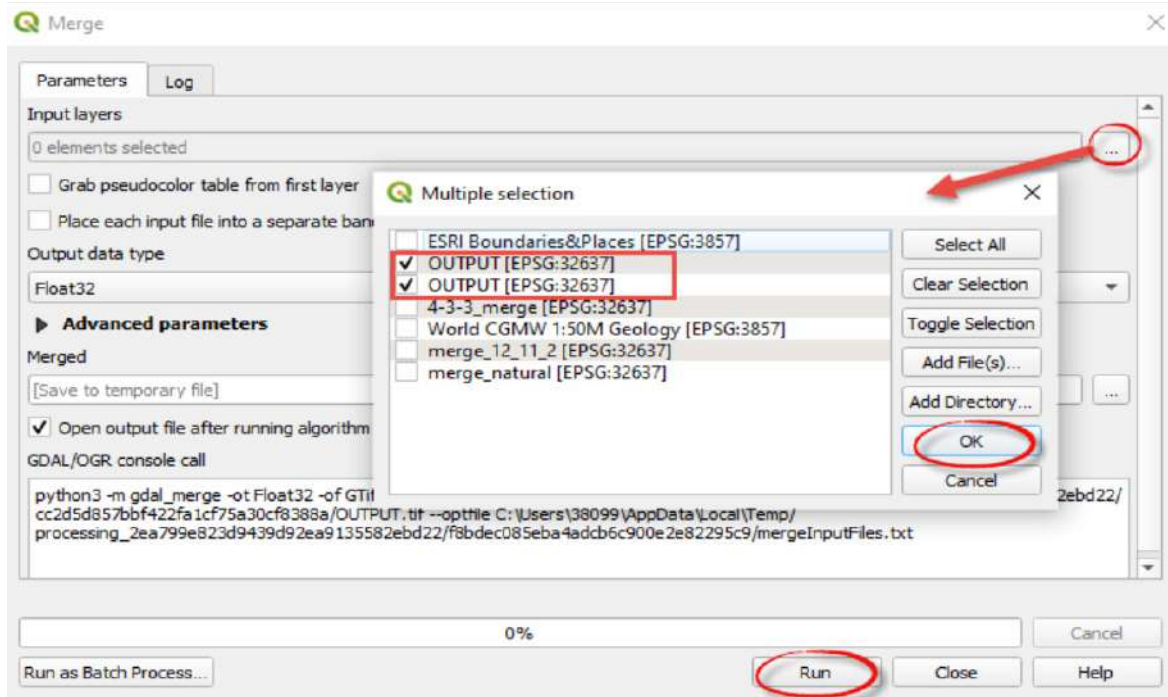 Merge
Parameters
Log
Input layers
0 elements selected
...
Grab pseudocolor table from first layer
Place each input file into a separate
Output data type
Float32
Advanced parameters
Merged
[Save to temporary file]
...
Open output file after running algorithm
GDAL/OGR console call
python3 -m gdal_merge -ot Float32 -of
2ebd22/
cc2d5d857bbf422fa1cf75a30cf8388a/OUTPUT.tif --optfile C:\Users\38099\AppData\Local\Temp/
processing_2ea799e823d9439d92ea9135582ebd22/f8bdec085eba4adcb6c900e2e82295c9/mergeInputFiles.txt
Multiple selection
ESRI Boundaries&Places [EPSG:3857]
OUTPUT [EPSG:32637]
OUTPUT [EPSG:32637]
4-3-3_merge [EPSG:32637]
World CGMW 1:50M Geology [EPSG:3857]
merge_12_11_2 [EPSG:32637]
merge_natural [EPSG:32637]
Select All
Clear Selection
Toggle Selection
Add File(s)...
Add Directory...
OK
Cancel
0%
Cancel
Run as Batch Process...
Run
Close
Help